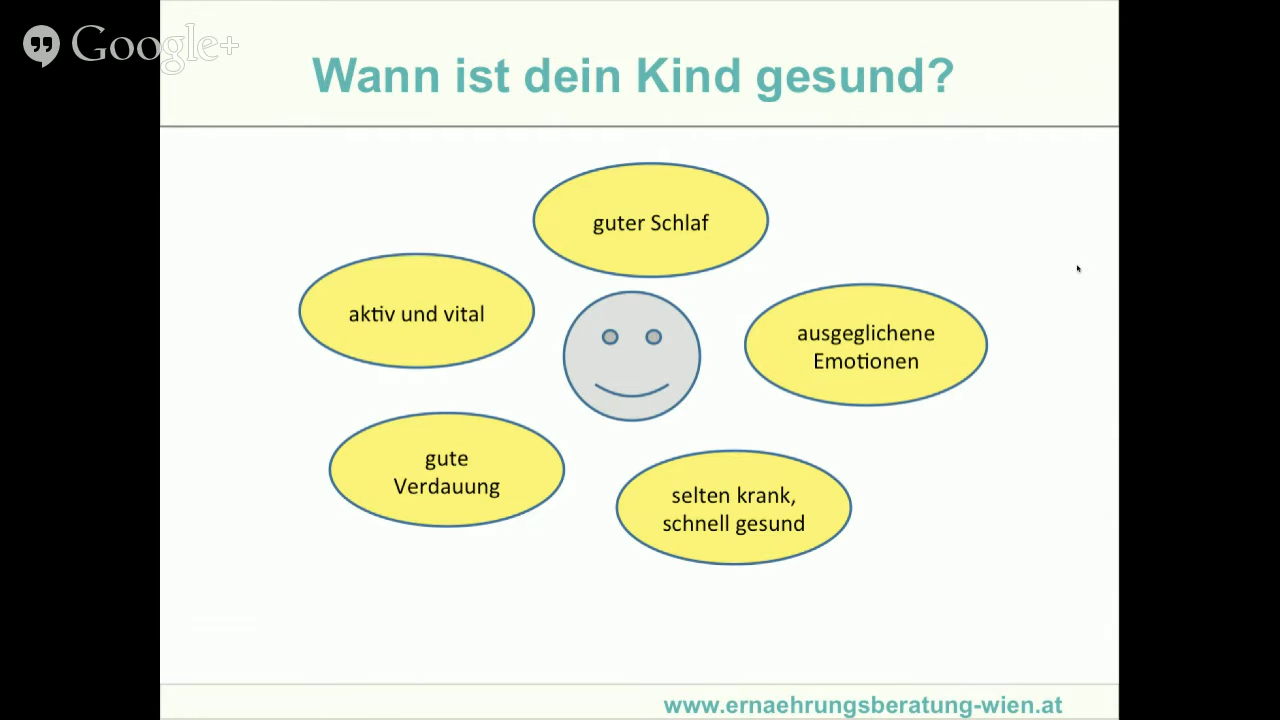 Google+
Wann ist dein Kind gesund?
guter Schlaf
aktiv und vital
ausgeglichene
Emotionen
gute
Verdauung
selten krank,
schnell gesund
www.ernaehrungsberatung-wien.at